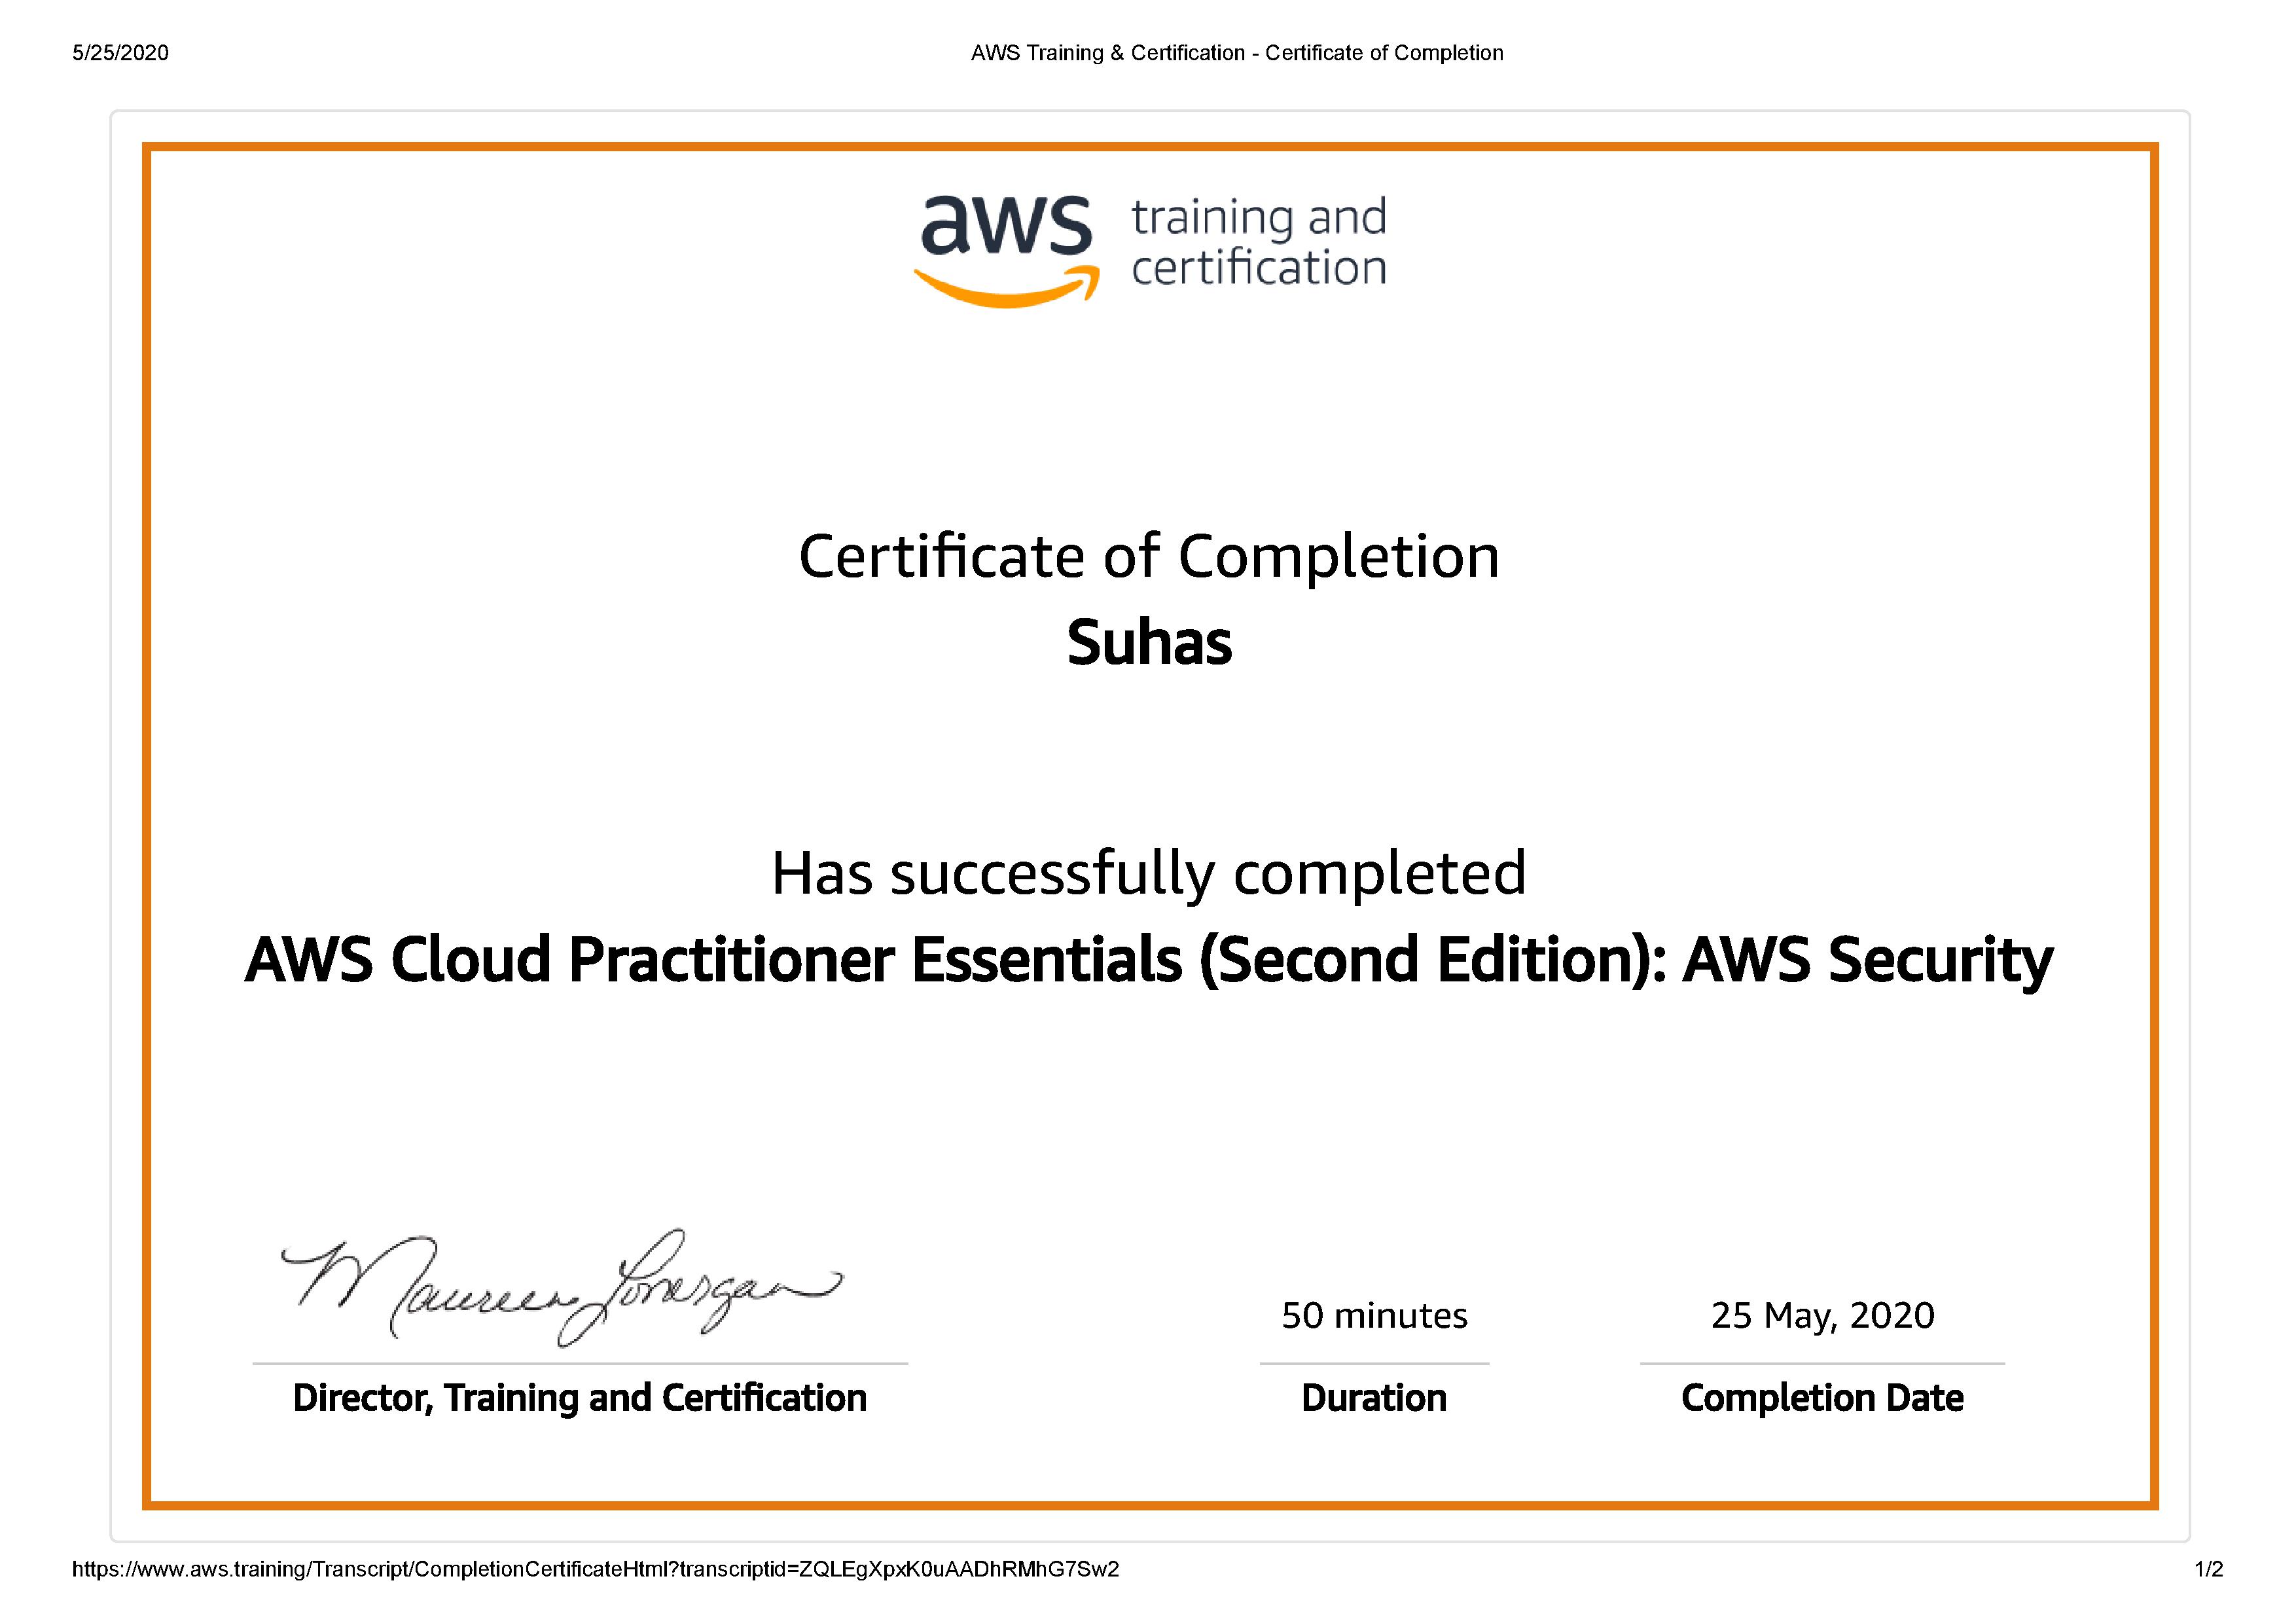 5/25/2020 AWS Training & Certification - Certificate of Completion
aws training and
certification
Certificate of Completion
Suhas
Has successfully completed
AWS Cloud Practitioner Essentials (Second Edition): AWS Security
Maureen Lonergan
50 minutes 25 May, 2020
Director, Training and Certification Duration Completion Date
https://www.aws.training/Transcript/CompletionCertificateHtml?transcriptid=ZQLEgXpxK0uAADhRMhG7Sw2 1/2